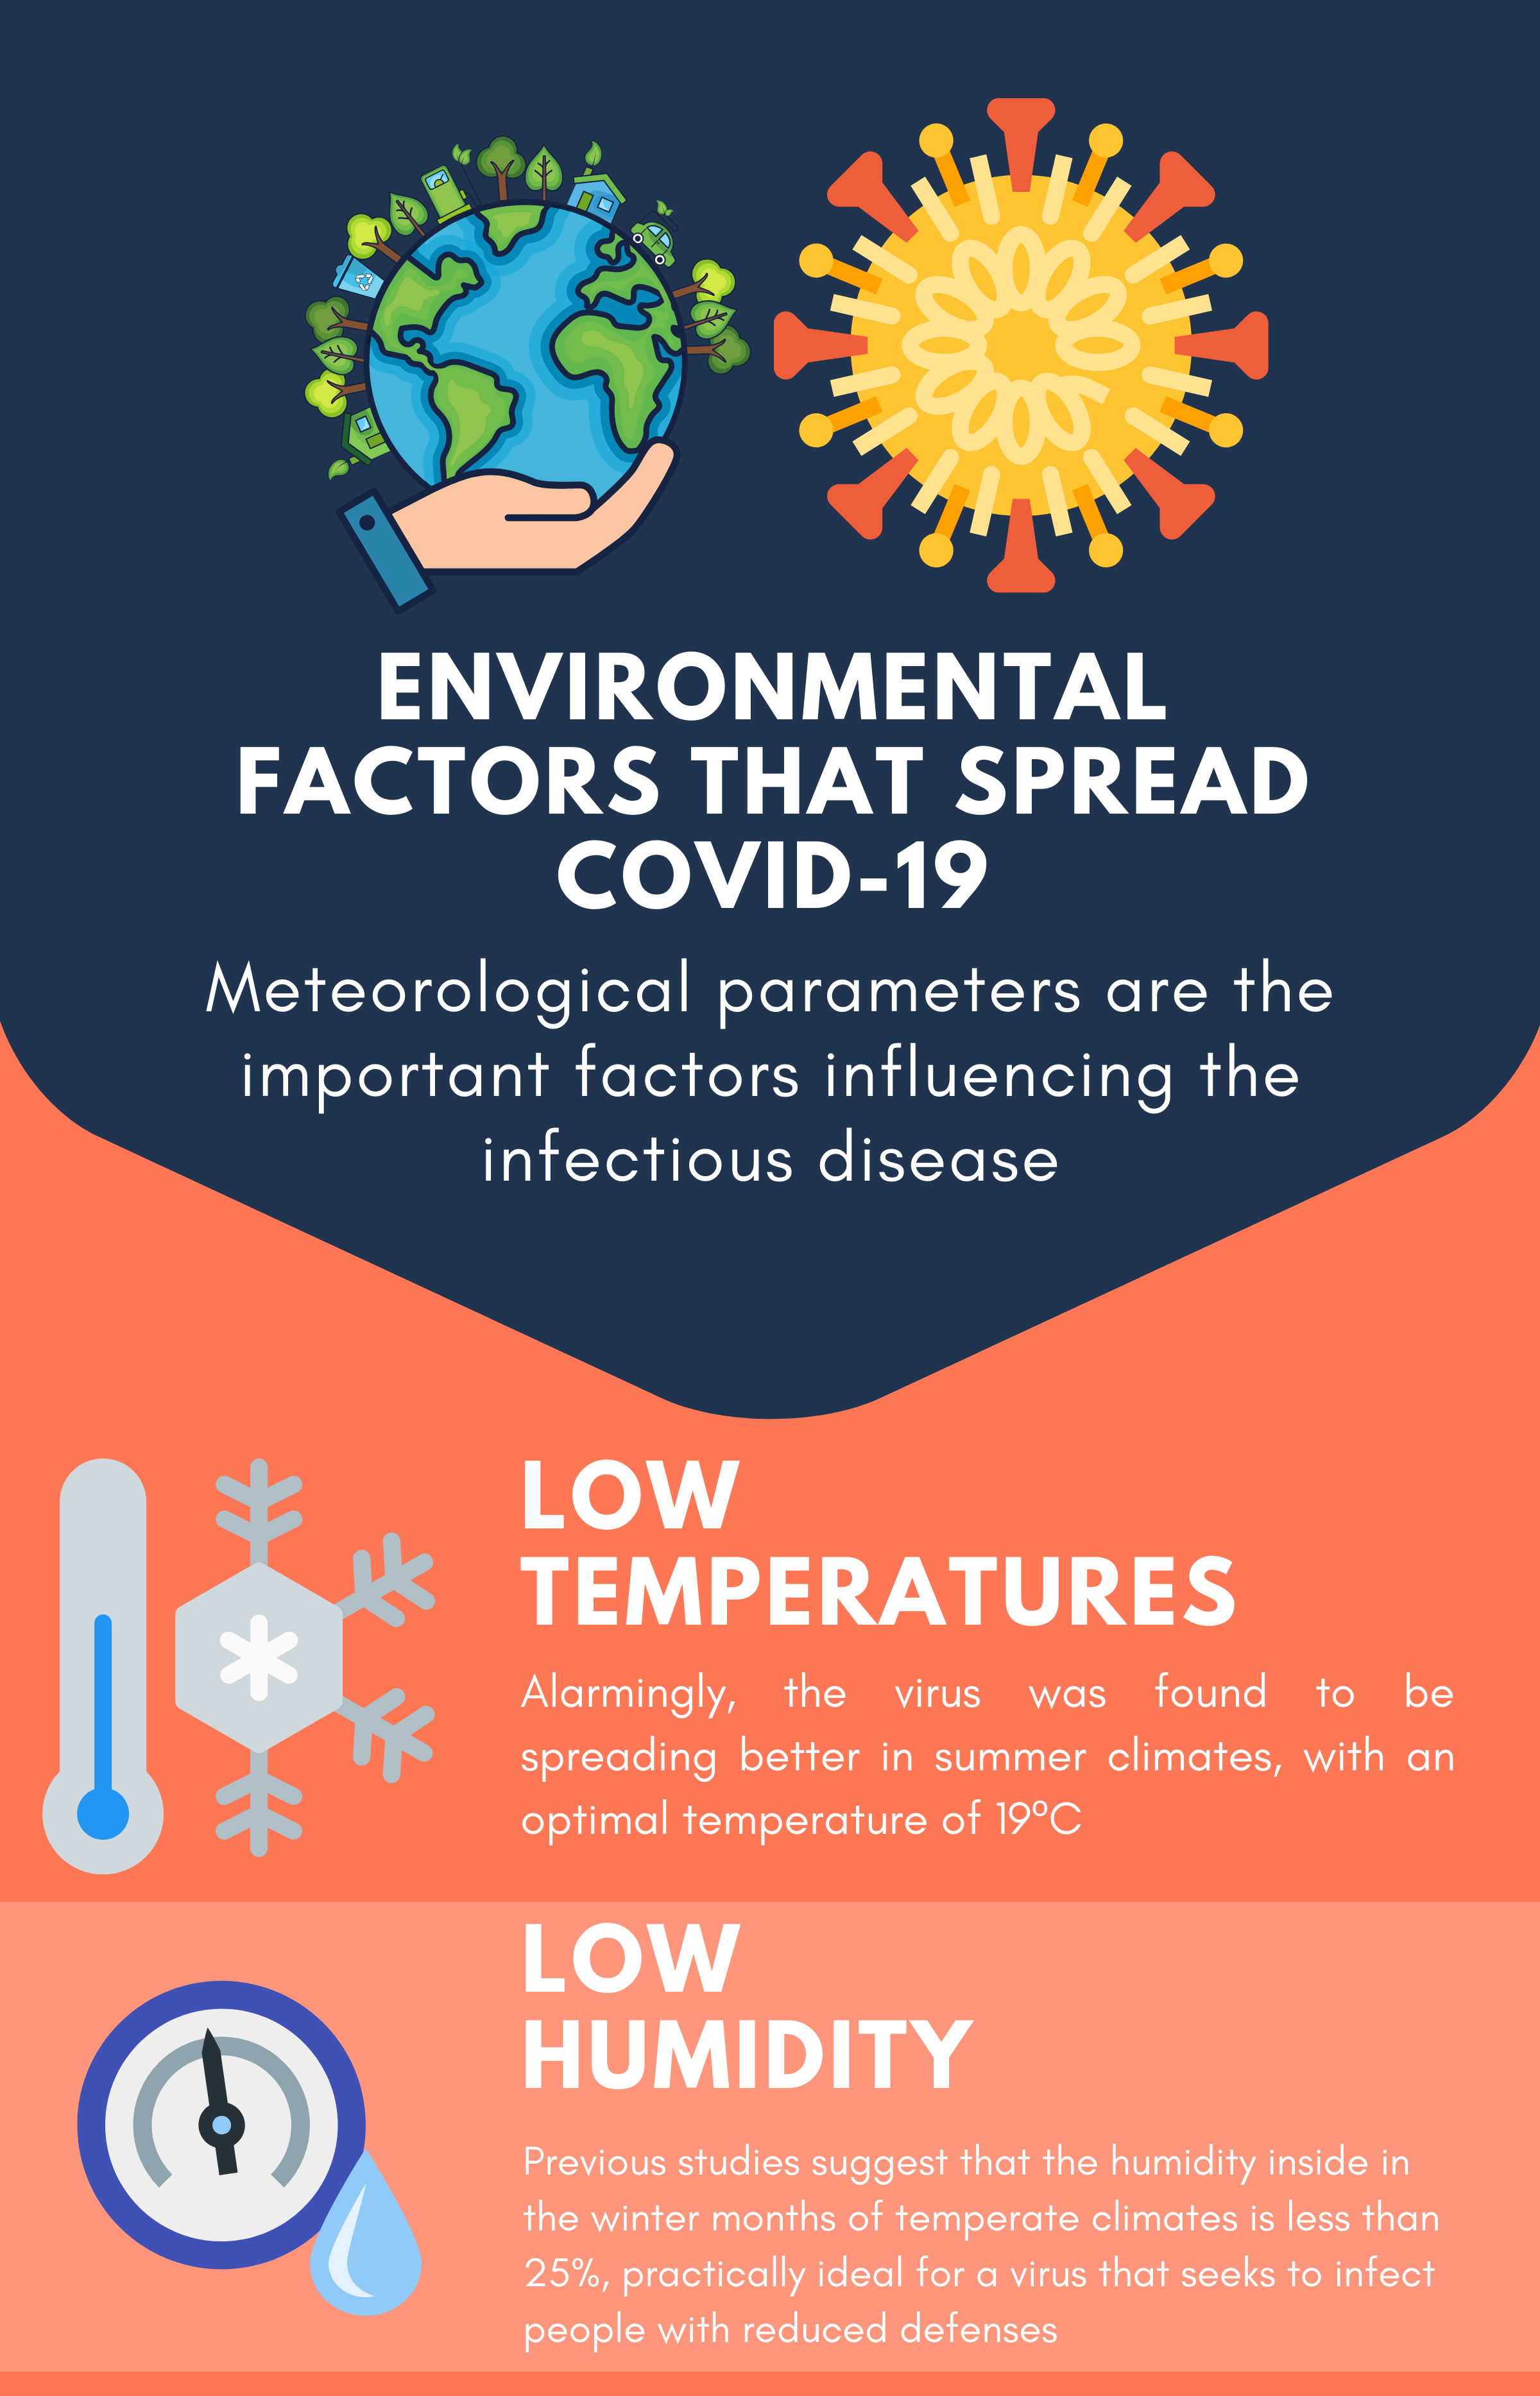 ENVIRONMENTAL
FACTORS THAT SPREAD
COVID-19
Meteorological parameters are the
important factors influencing the
infectious disease
LOW
TEMPERATURES
Alarmingly, the virus was found to be
spreading better in summer climates, with an
optimal temperature of 19ºC
LOW
HUMIDITY
Previous studies suggest that the humidity inside in
the winter months of temperate climates is less than
25%, practically ideal for a virus that seeks to infect
people with reduced defenses